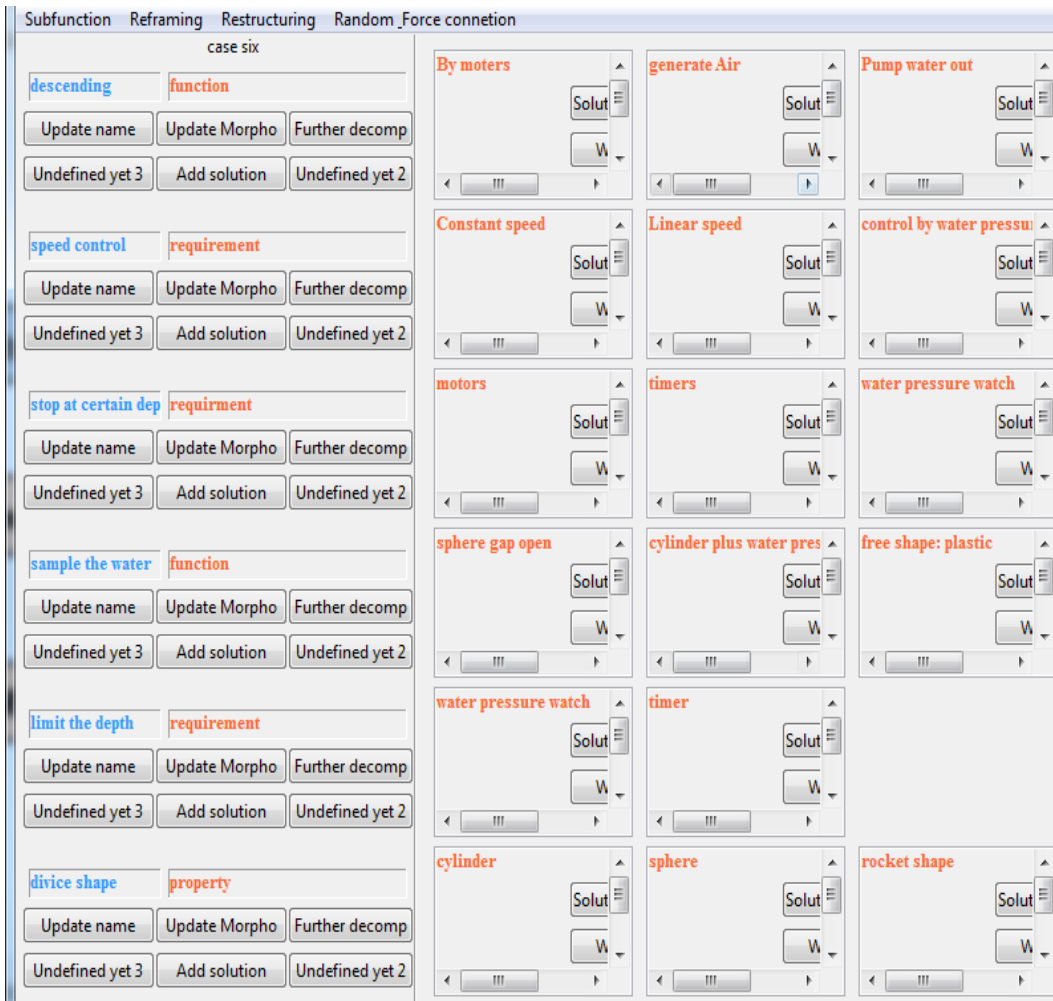 Subfunction Reframing Restructuring Random _Force connetion
case six
descending function
Update name Update Morpho Further decomp
Undefined yet 3 Add solution Undefined yet 2
By moters generate Air Pump water out
Solut Solut Solut
W W W
speed control requirement
Update name Update Morpho Further decomp
Undefined yet 3 Add solution Undefined yet 2
Constant speed Linear speed control by water pressu
Solut Solut Solut
W W W
stop at certain dep requirment
Update name Update Morpho Further decomp
Undefined yet 3 Add solution Undefined yet 2
motors timers water pressure watch
Solut Solut Solut
W W W
sample the water function
Update name Update Morpho Further decomp
Undefined yet 3 Add solution Undefined yet 2
sphere gap open cylinder plus water pres free shape: plastic
Solut Solut Solut
W W W
limit the depth requirement
Update name Update Morpho Further decomp
Undefined yet 3 Add solution Undefined yet 2
water pressure watch timer
Solut Solut
W W
divice shape property
Update name Update Morpho Further decomp
Undefined yet 3 Add solution Undefined yet 2
cylinder sphere rocket shape
Solut Solut Solut
W W W